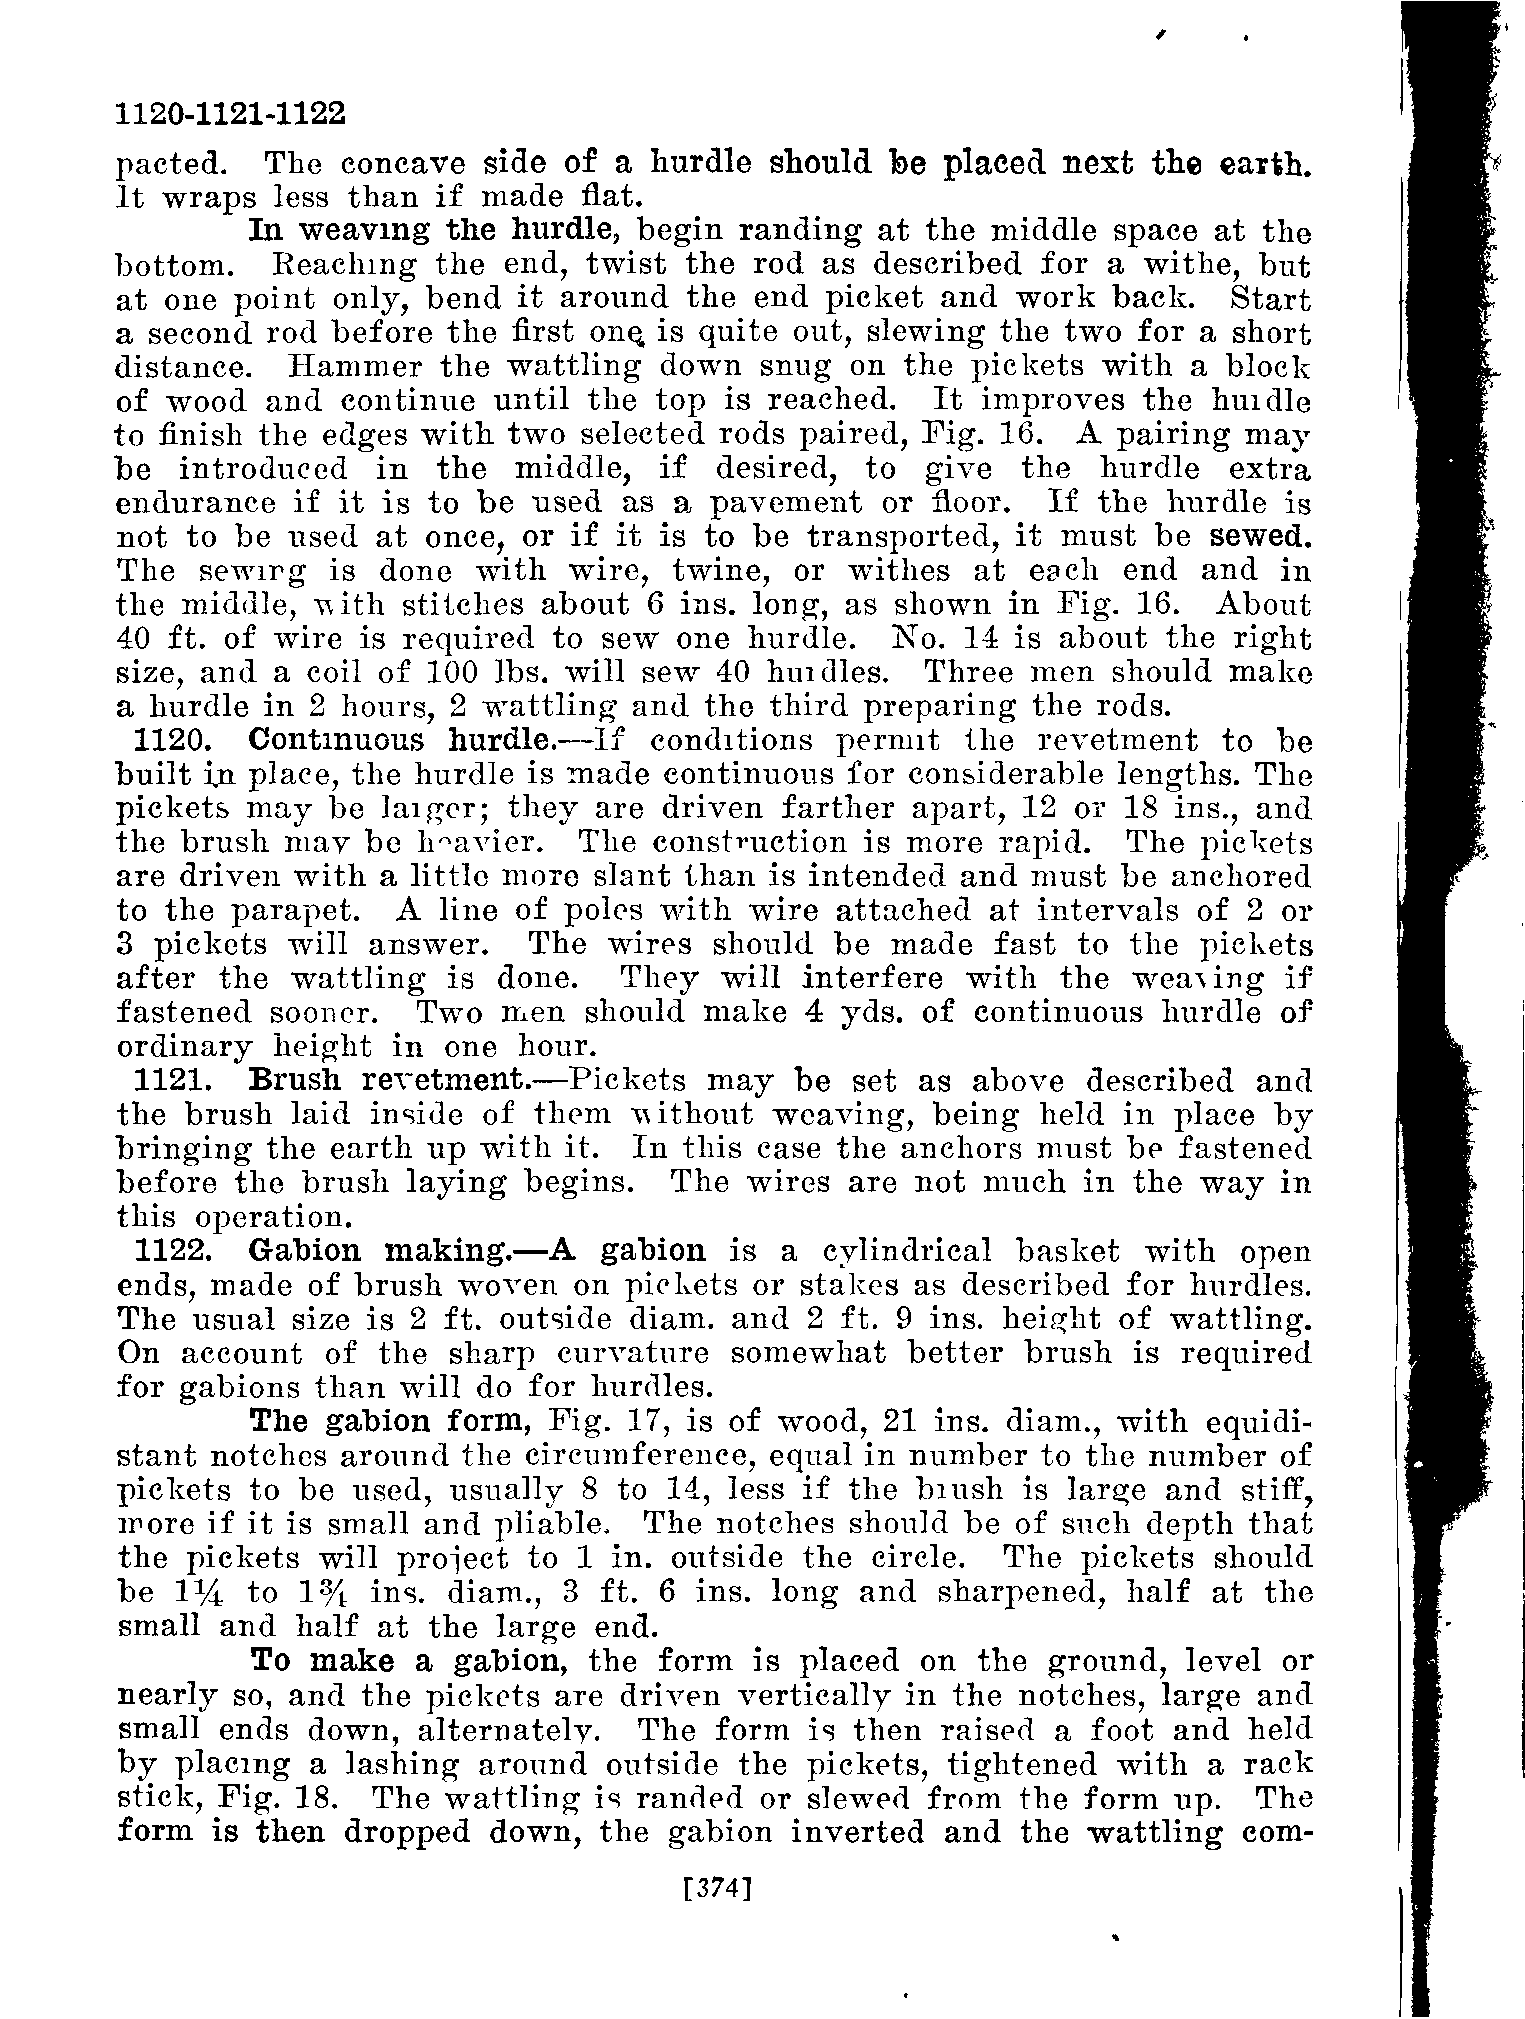 1120-1121-1122
pacted. The concave side of a hurdle should be placed next the earth.
It wraps less than if made flat.
In weaving the hurdle, begin randing at the middle space at the
bottom. Reaching the end, twist the rod as described for a withe, but
at one point only, bend it around the end picket and work back. Start
a second rod before the first one is quite out, slewing the two for a short
distance. Hammer the wattling down snug on the pickets with a block
of wood and continue until the top is reached. It improves the hurdle
to finish the edges with two selected rods paired, Fig. 16. A pairing may
be introduced in the middle, if desired, to give the hurdle extra
endurance if it is to be used as a pavement or floor. If the hurdle is
not to be used at once, or if it is to be transported, it must be sewed.
The sewing is done with wire, twine, or withes at each end and in
the middle, with stitches about 6 ins. long, as shown in Fig. 16. About
40 ft. of wire is required to sew one hurdle. No. 14 is about the right
size, and a coil of 100 lbs. will sew 40 hurdles. Three men should make
a hurdle in 2 hours, 2 wattling and the third preparing the rods.
1120. Continuous hurdle.—If conditions permit the revetment to be
built in place, the hurdle is made continuous for considerable lengths. The
pickets may be larger; they are driven farther apart, 12 or 18 ins., and
the brush may be heavier. The construction is more rapid. The pickets
are driven with a little more slant than is intended and must be anchored
to the parapet. A line of poles with wire attached at intervals of 2 or
3 pickets will answer. The wires should be made fast to the pickets
after the wattling is done. They will interfere with the weaving if
fastened sooner. Two men should make 4 yds. of continuous hurdle of
ordinary height in one hour.
1121. Brush revetment.—Pickets may be set as above described and
the brush laid inside of them without weaving, being held in place by
bringing the earth up with it. In this case the anchors must be fastened
before the brush laying begins. The wires are not much in the way in
this operation.
1122. Gabion making.—A gabion is a cylindrical basket with open
ends, made of brush woven on pickets or stakes as described for hurdles.
The usual size is 2 ft. outside diam. and 2 ft. 9 ins. height of wattling.
On account of the sharp curvature somewhat better brush is required
for gabions than will do for hurdles.
The gabion form, Fig. 17, is of wood, 21 ins. diam., with equidi-
stant notches around the circumference, equal in number to the number of
pickets to be used, usually 8 to 14, less if the brush is large and stiff,
more if it is small and pliable. The notches should be of such depth that
the pickets will project to 1 in. outside the circle. The pickets should
be 1¼ to 1¾ ins. diam., 3 ft. 6 ins. long and sharpened, half at the
small and half at the large end.
To make a gabion, the form is placed on the ground, level or
nearly so, and the pickets are driven vertically in the notches, large and
small ends down, alternately. The form is then raised a foot and held
by placing a lashing around outside the pickets, tightened with a rack
stick, Fig. 18. The wattling is randed or slewed from the form up. The
form is then dropped down, the gabion inverted and the wattling com-
[374]